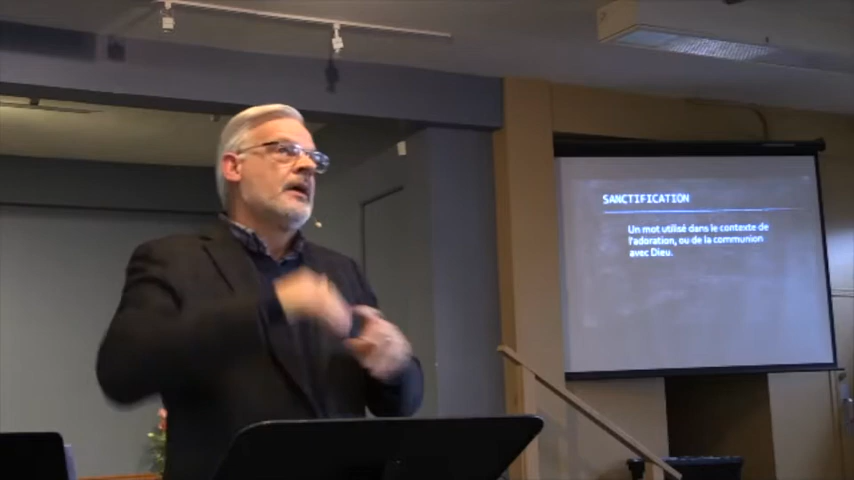 SANCTIFICATION
Un mot utilisé dans le contexte de
l'adoration, ou de la communion
avec Dieu.